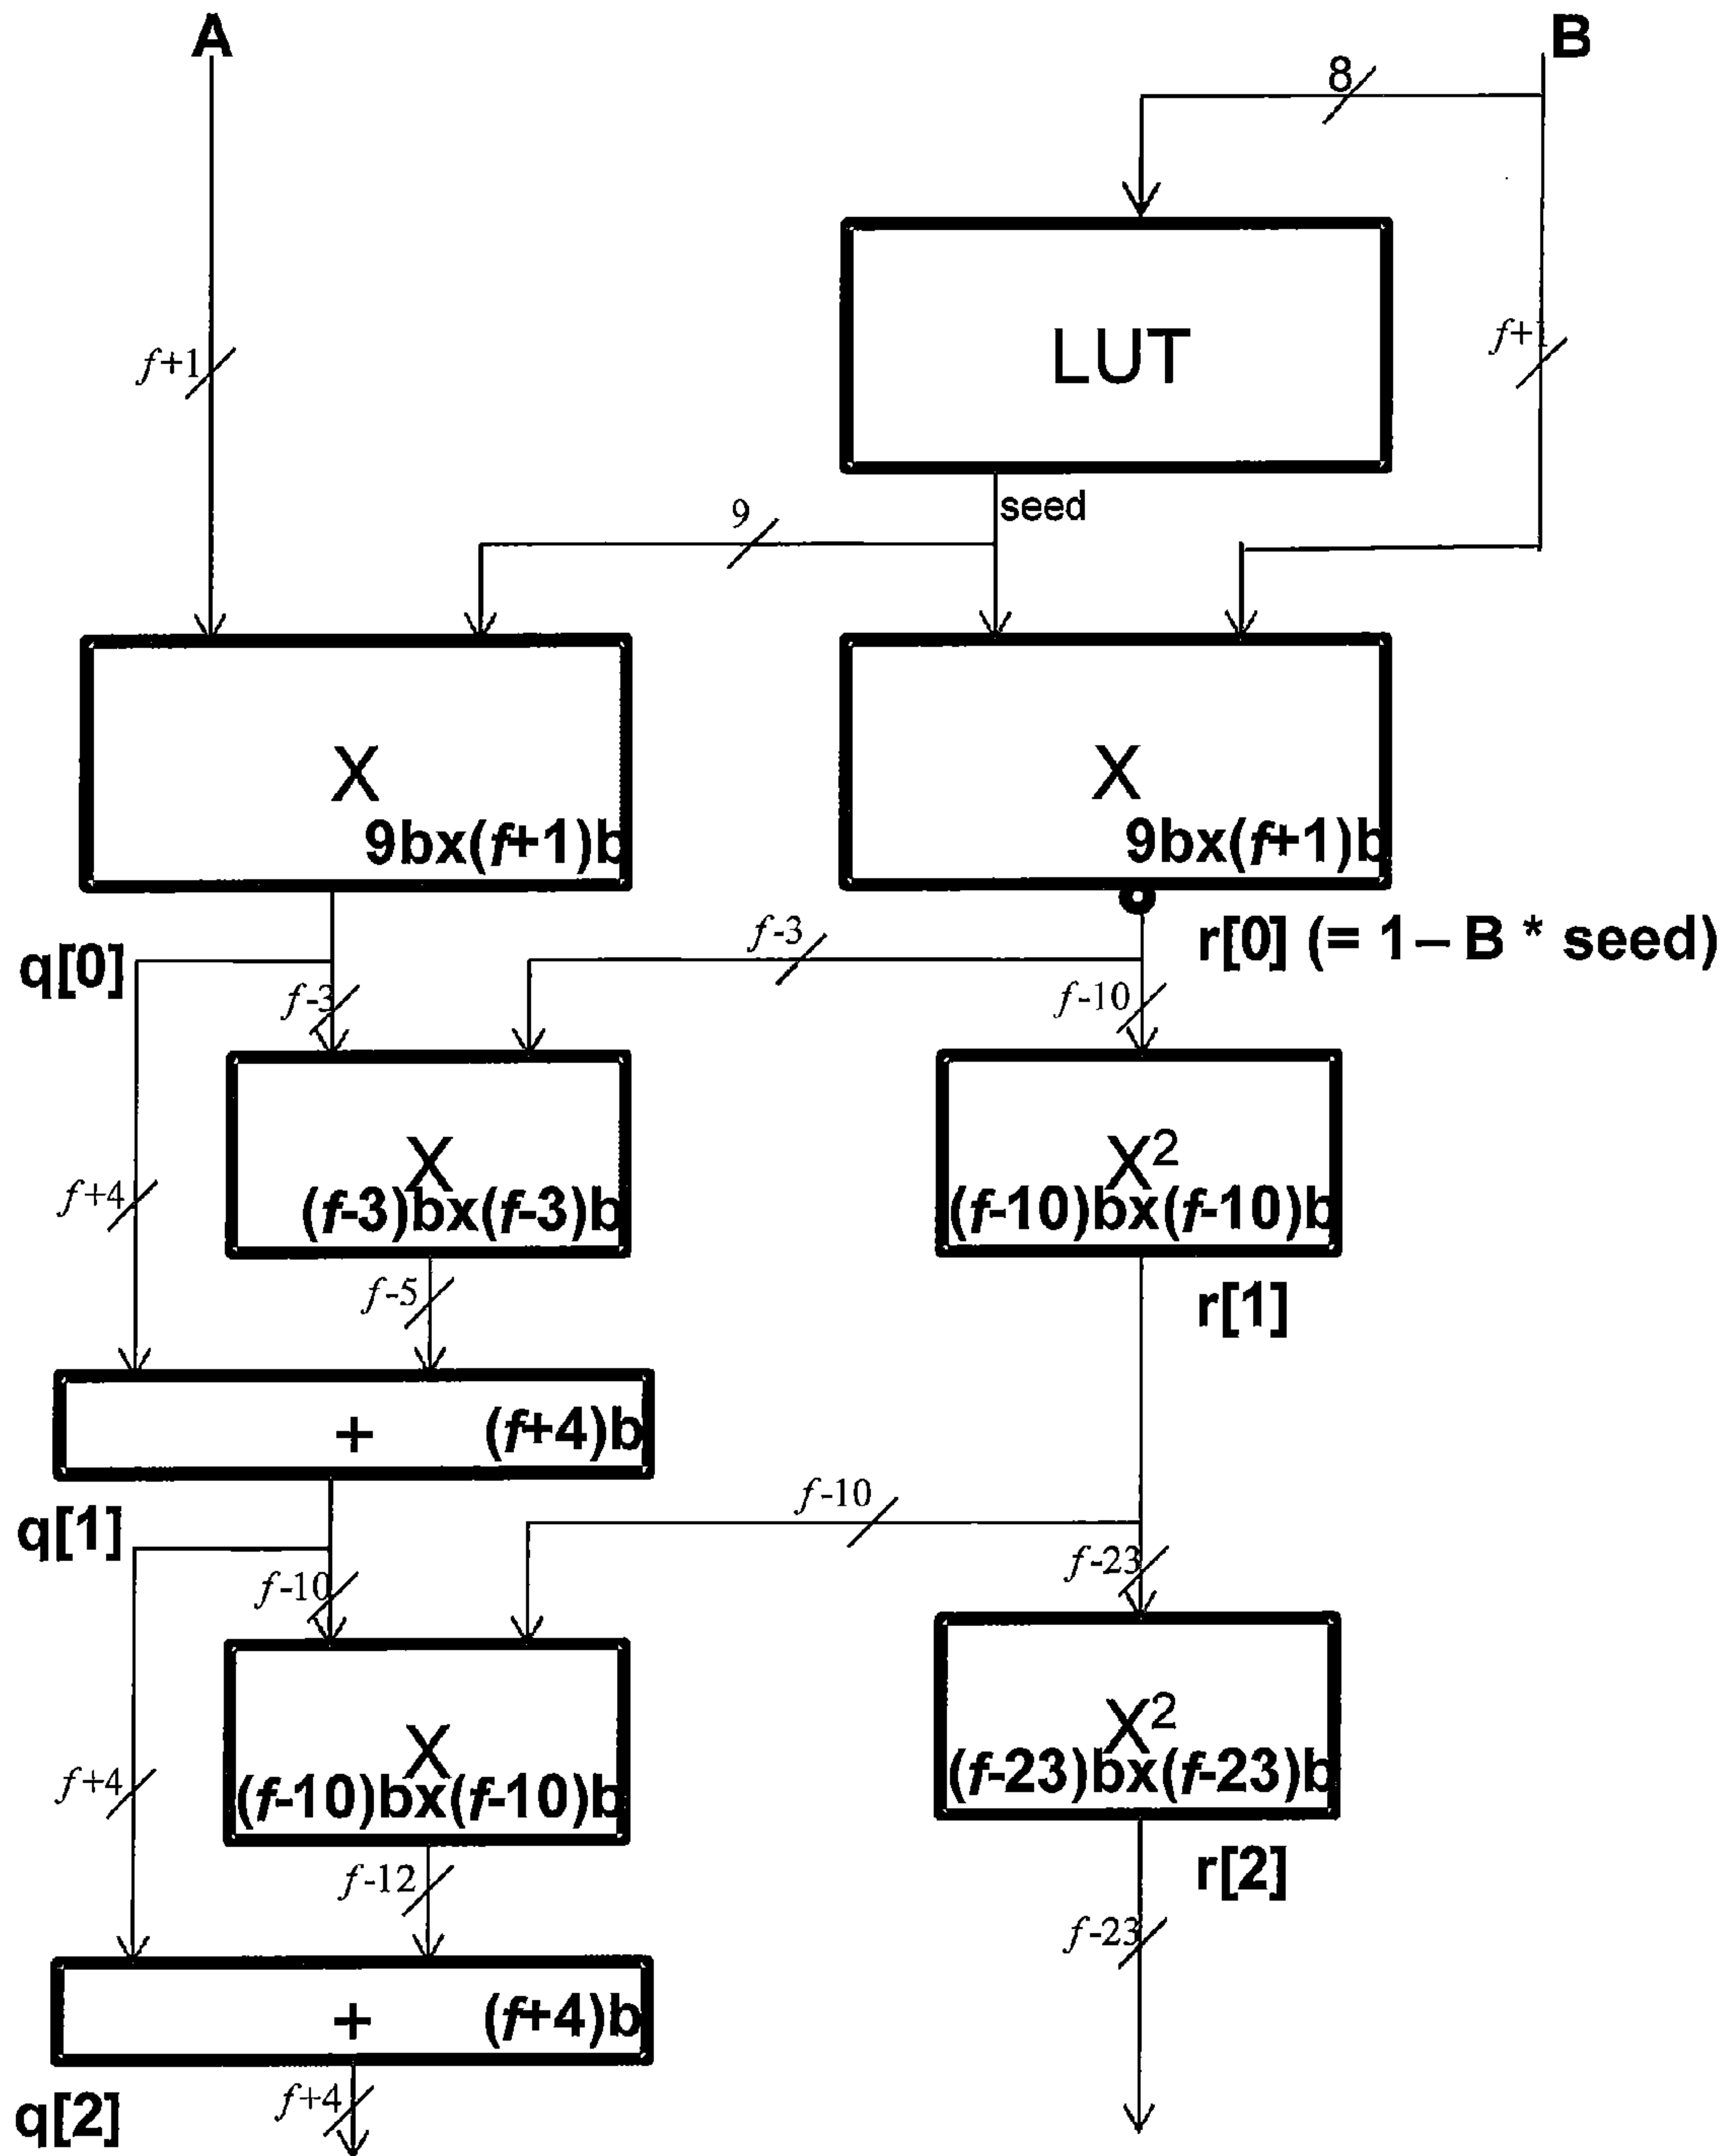 A
B
8
LUT
f+1
f+1
seed
9
X
9bx(f+1)b
X
9bx(f+1)b
q[0]
f-3
r[0] (= 1– B * seed)
f-3
f-10
X
(f-3)bx(f-3)b
X²
(f-10)bx(f-10)b
f+4
f-5
r[1]
+ (f+4)b
q[1]
f-10
f-10
f-23
X
(f-10)bx(f-10)b
X²
(f-23)bx(f-23)b
f+4
f-12
r[2]
f-23
+ (f+4)b
q[2]
f+4